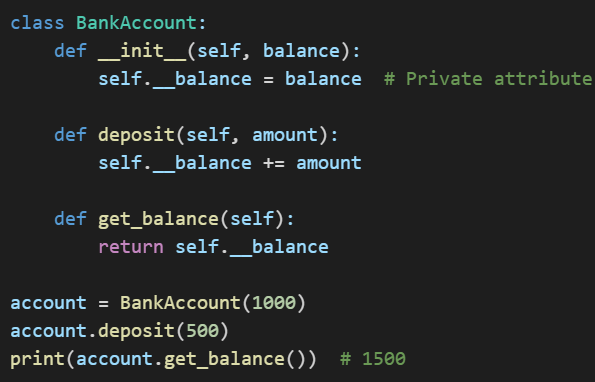 class BankAccount:
    def __init__(self, balance):
        self.__balance = balance  # Private attribute
    def deposit(self, amount):
        self.__balance += amount
    def get_balance(self):
        return self.__balance
account = BankAccount(1000)
account.deposit(500)
print(account.get_balance())  # 1500